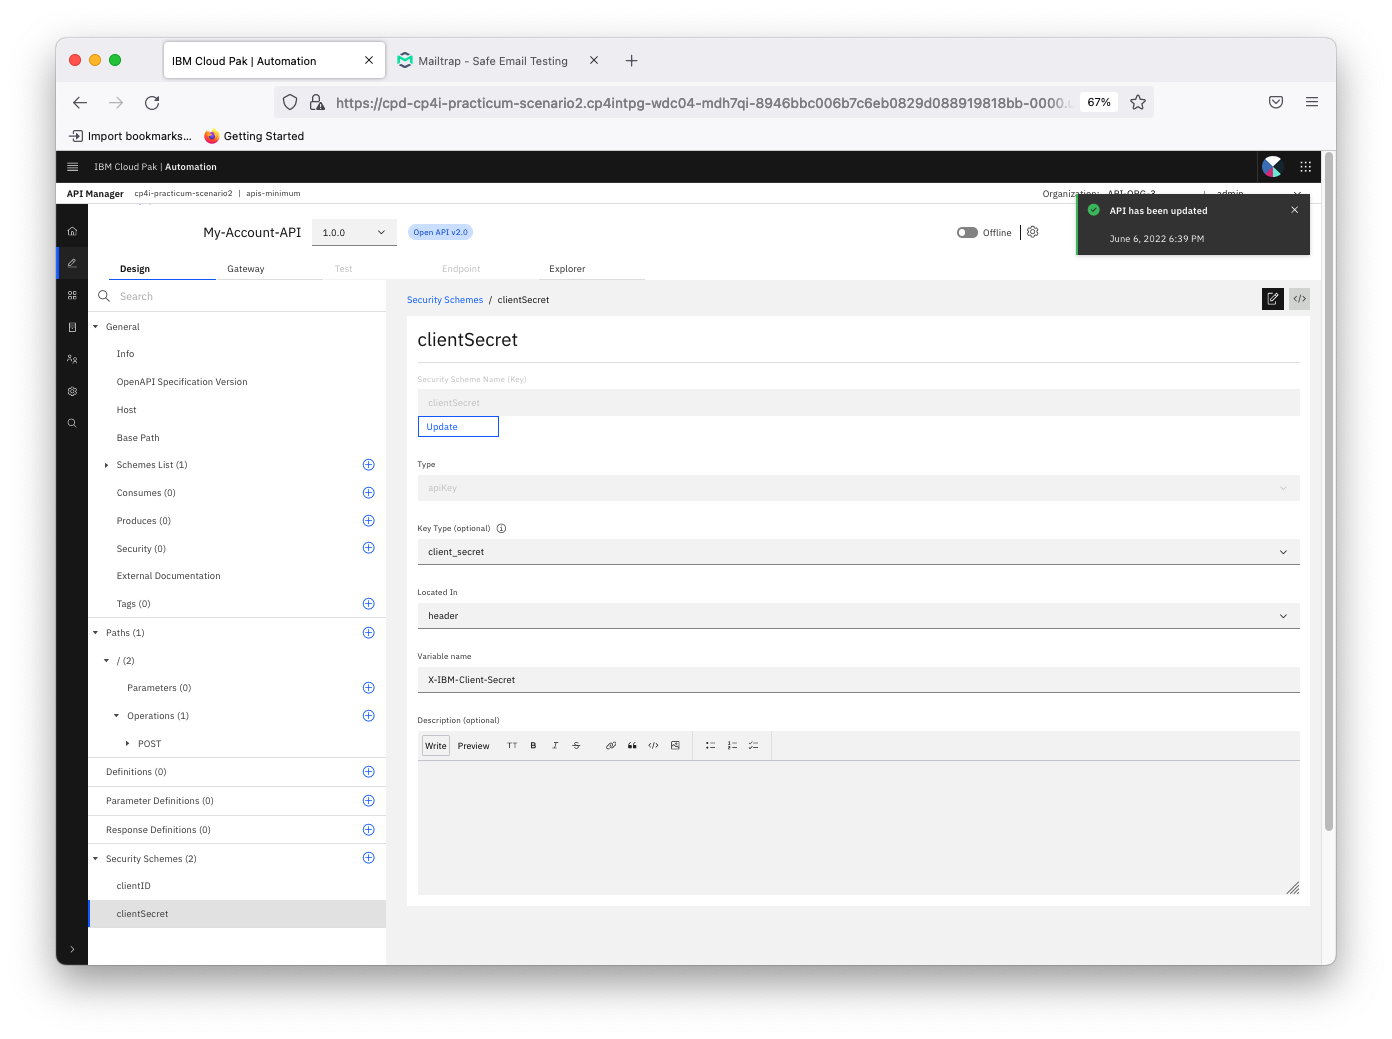 IBM Cloud Pak | Automation
Mailtrap - Safe Email Testing
https://cpd-cp4i-practicum-scenario2.cp4intpg-wdc04-mdh7qi-8946bbc006b7c6eb0829d088919818bb-0000.
67%
Import bookmarks...
Getting Started
IBM Cloud Pak | Automation
API Manager
cp4i-practicum-scenario2 | apis-minimum
Organization: API-ORG-3 | admin
API has been updated
June 6, 2022 6:39 PM
My-Account-API
1.0.0
Open API v2.0
Offline
Design
Gateway
Test
Endpoint
Explorer
Search
General
Info
OpenAPI Specification Version
Host
Base Path
Schemes List (1)
Consumes (0)
Produces (0)
Security (0)
External Documentation
Tags (0)
Paths (1)
/ (2)
Parameters (0)
Operations (1)
POST
Definitions (0)
Parameter Definitions (0)
Response Definitions (0)
Security Schemes (2)
clientID
clientSecret
Security Schemes / clientSecret
clientSecret
Security Scheme Name (Key)
clientSecret
Update
Type
apiKey
Key Type (optional)
client_secret
Located In
header
Variable name
X-IBM-Client-Secret
Description (optional)
Write
Preview
TT B I S